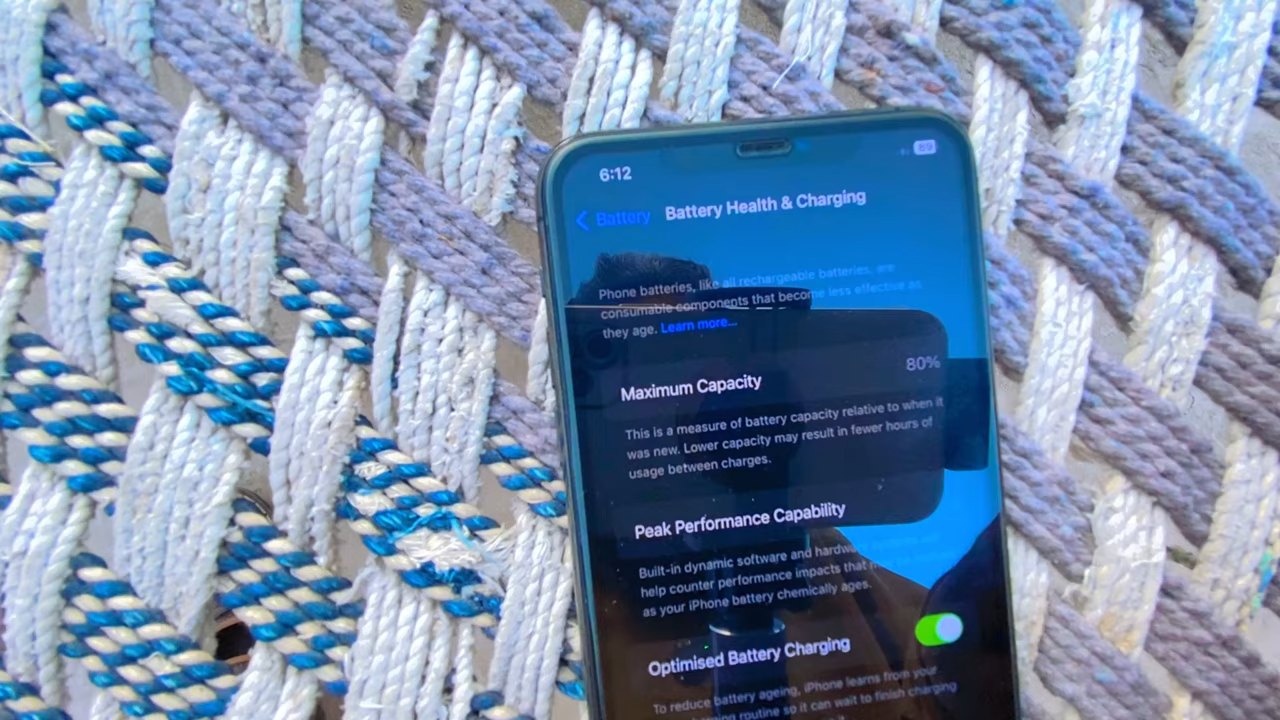 6:12
89
Battery
Battery Health & Charging
Phone batteries, like all rechargeable batteries, are
consumable components that become less effective as
they age. Learn more...
80%
Maximum Capacity
This is a measure of battery capacity relative to when it
was new. Lower capacity may result in fewer hours of
usage between charges.
Peak Performance Capability
Built-in dynamic software and hardware systems will
help counter performance impacts that
as your iPhone battery chemically ages.
Optimised Battery Charging
To reduce battery ageing, iPhone learns from your
routine so it can wait to finish charging